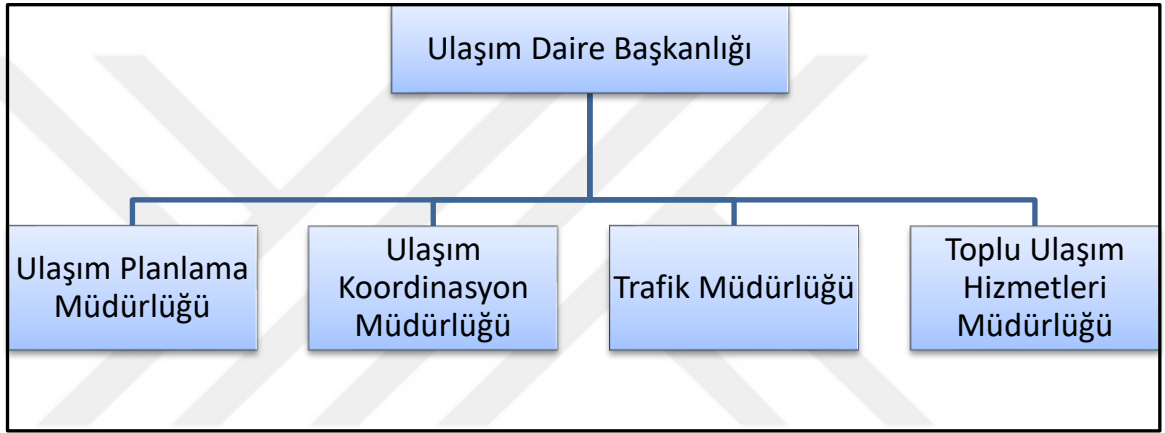 Ulaşım Daire Başkanlığı
Ulaşım Planlama
Müdürlüğü
Ulaşım
Koordinasyon
Müdürlüğü
Trafik Müdürlüğü
Toplu Ulaşım
Hizmetleri
Müdürlüğü